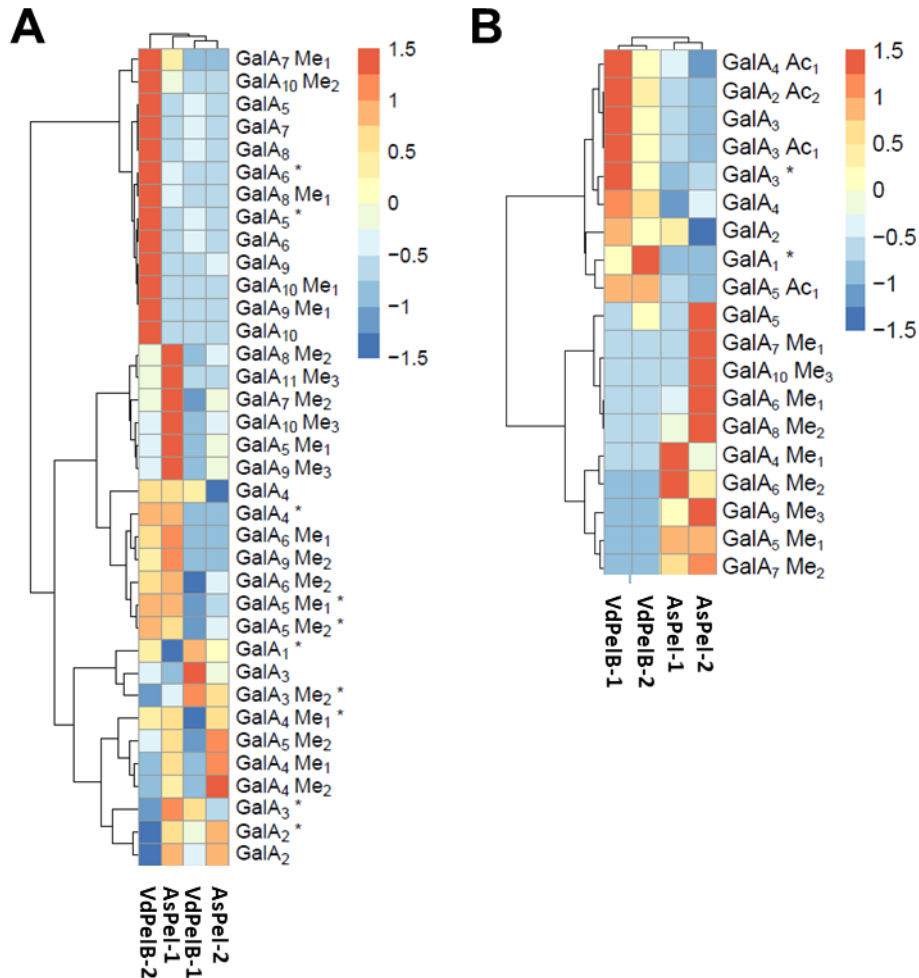 A
1.5
1
0.5
0
−0.5
−1
−1.5
GalA₇ Me₁
GalA₁₀ Me₂
GalA₅
GalA₇
GalA₈
GalA₆ *
GalA₈ Me₁
GalA₅ *
GalA₆
GalA₉
GalA₁₀ Me₁
GalA₉ Me₁
GalA₁₀
GalA₈ Me₂
GalA₁₁ Me₃
GalA₇ Me₂
GalA₁₀ Me₃
GalA₅ Me₁
GalA₉ Me₃
GalA₄
GalA₄ *
GalA₆ Me₁
GalA₉ Me₂
GalA₆ Me₂
GalA₅ Me₁ *
GalA₅ Me₂ *
GalA₁ *
GalA₃
GalA₃ Me₂ *
GalA₄ Me₁ *
GalA₅ Me₂
GalA₄ Me₁
GalA₄ Me₂
GalA₃ *
GalA₂ *
GalA₂
VdPelB-2
AsPel-1
VdPelB-1
AsPel-2
B
1.5
1
0.5
0
−0.5
−1
−1.5
GalA₄ Ac₁
GalA₂ Ac₂
GalA₃
GalA₃ Ac₁
GalA₃ *
GalA₄
GalA₂
GalA₁ *
GalA₅ Ac₁
GalA₅
GalA₇ Me₁
GalA₁₀ Me₃
GalA₆ Me₁
GalA₈ Me₂
GalA₄ Me₁
GalA₆ Me₂
GalA₉ Me₃
GalA₅ Me₁
GalA₇ Me₂
VdPelB-1
VdPelB-2
AsPel-1
AsPel-2